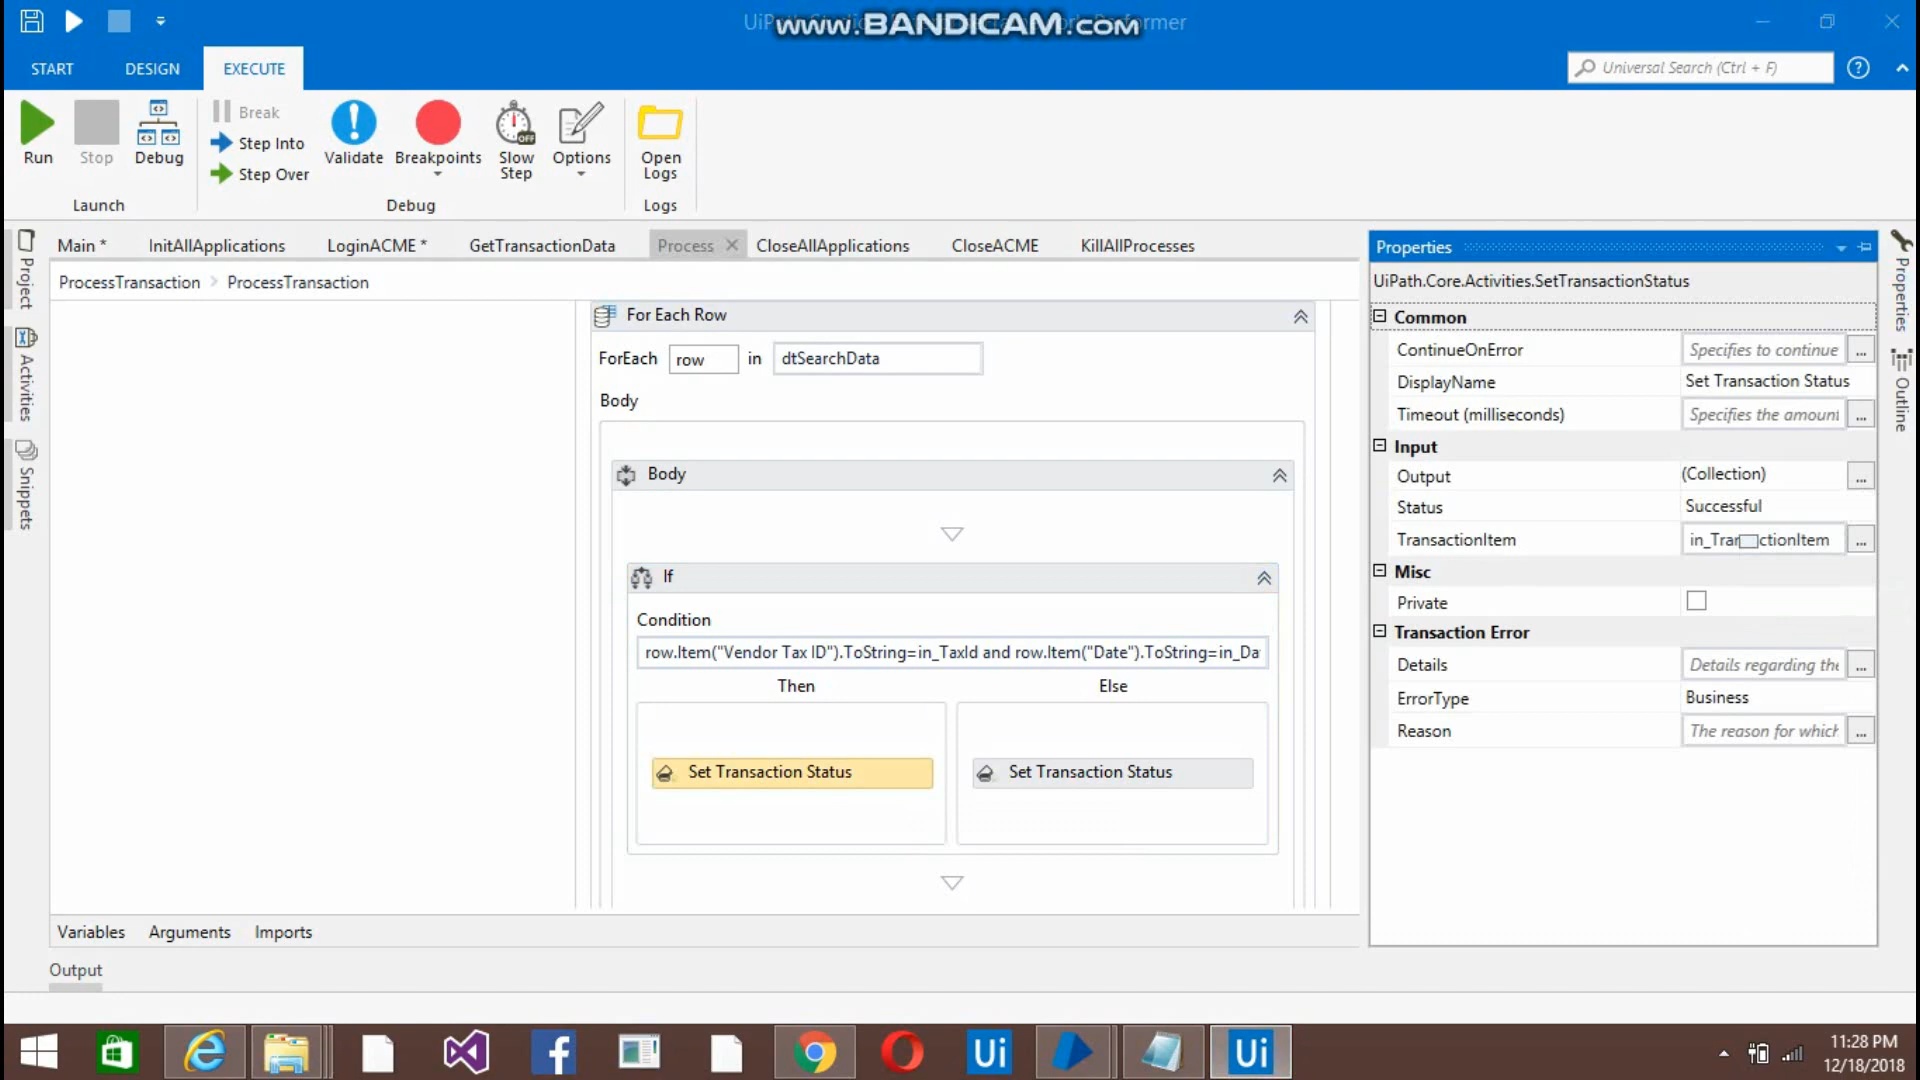 UiP www.BANDICAM.com rmer
START DESIGN EXECUTE
Universal Search (Ctrl + F)
Run Stop Debug
Break
Step Into
Step Over
Validate Breakpoints Slow Step Options Open Logs
Launch Debug Logs
Main * InitAllApplications LoginACME * GetTransactionData Process CloseAllApplications CloseACME KillAllProcesses
ProcessTransaction > ProcessTransaction
Project
Activities
Snippets
For Each Row
ForEach row in dtSearchData
Body
Body
If
Condition
row.Item("Vendor Tax ID").ToString=in_TaxId and row.Item("Date").ToString=in_Da
Then Else
Set Transaction Status Set Transaction Status
Variables Arguments Imports
Output
Properties
UiPath.Core.Activities.SetTransactionStatus
Common
ContinueOnError Specifies to continue ...
DisplayName Set Transaction Status
Timeout (milliseconds) Specifies the amount ...
Input
Output (Collection) ...
Status Successful
TransactionItem in_Tran ctionItem ...
Misc
Private
Transaction Error
Details Details regarding the ...
ErrorType Business
Reason The reason for which ...
Properties
Outline
Ui Ui
11:28 PM
12/18/2018